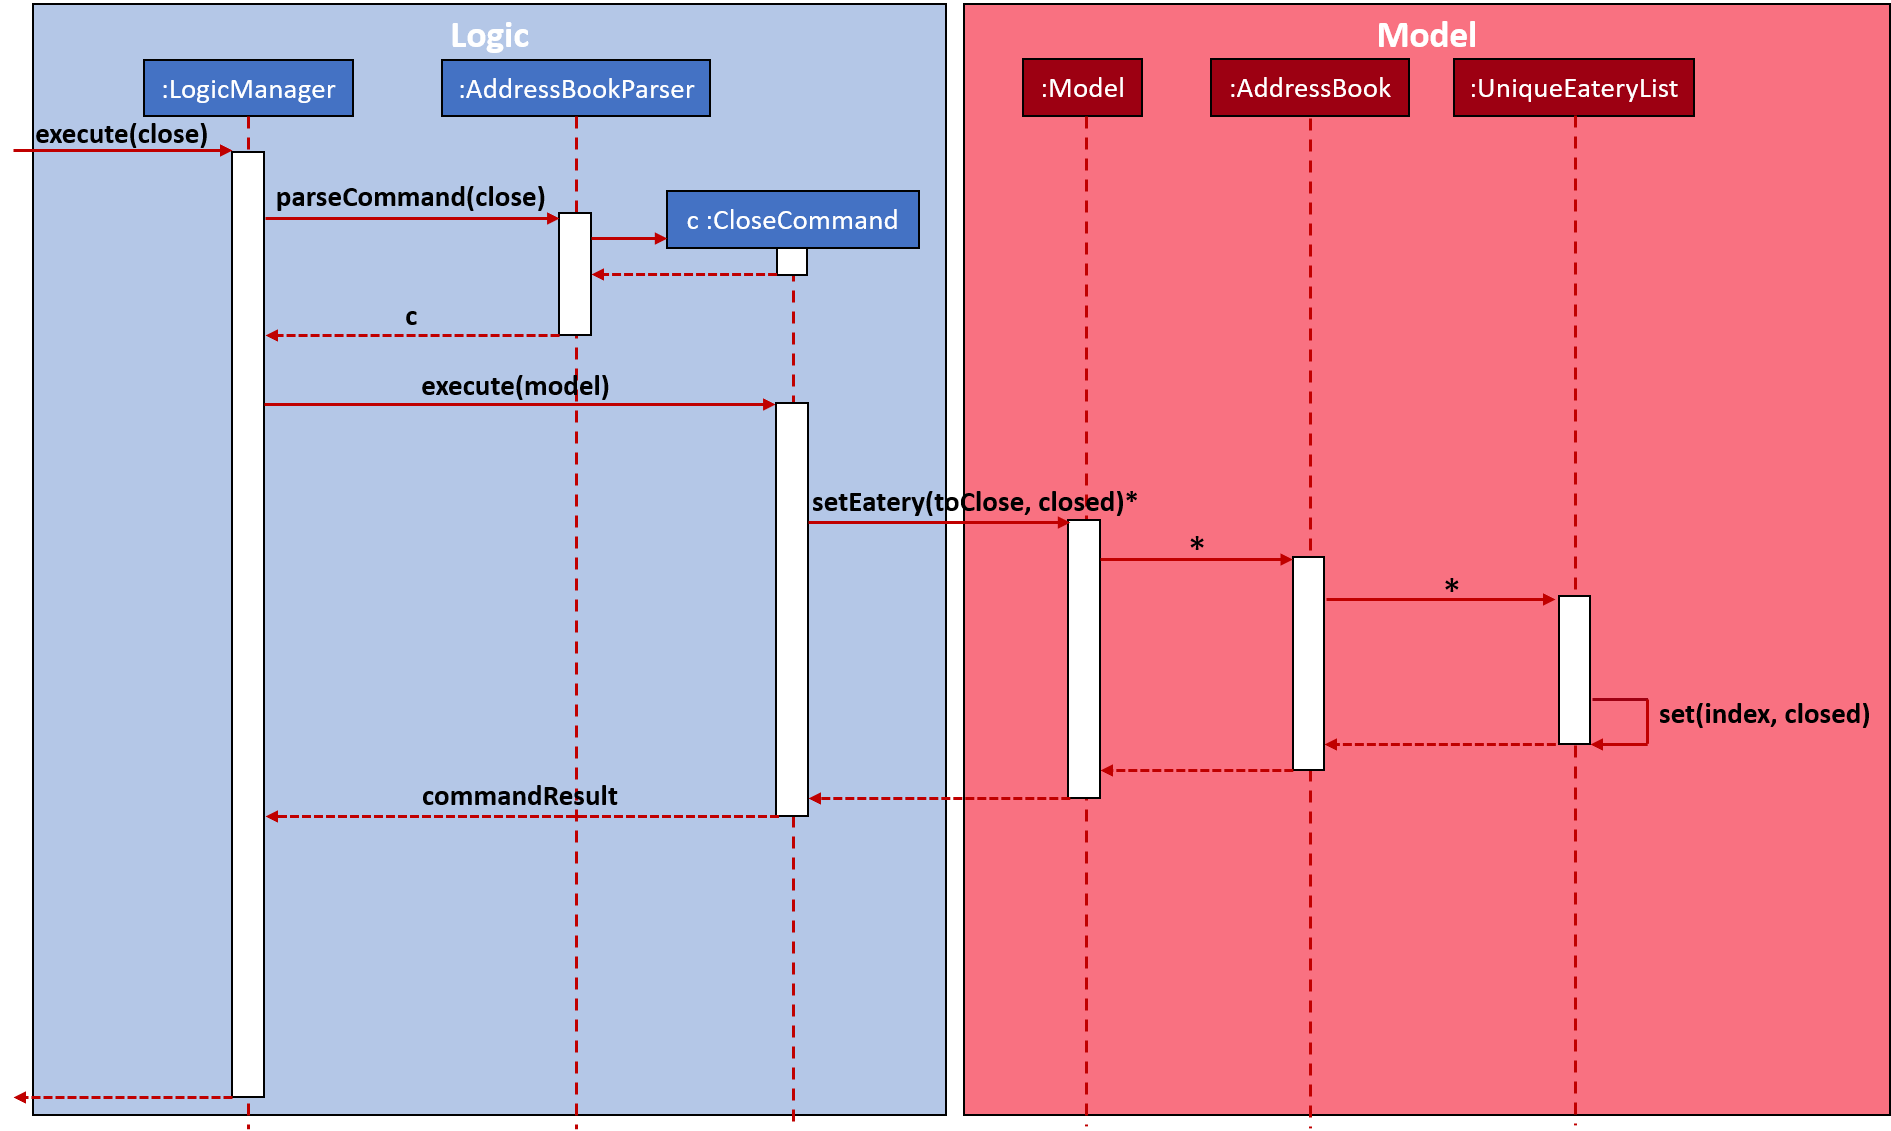 Logic
Model
:LogicManager
:AddressBookParser
:Model
:AddressBook
:UniqueEateryList
execute(close)
parseCommand(close)
c :CloseCommand
c
execute(model)
setEatery(toClose, closed)*
*
*
set(index, closed)
commandResult